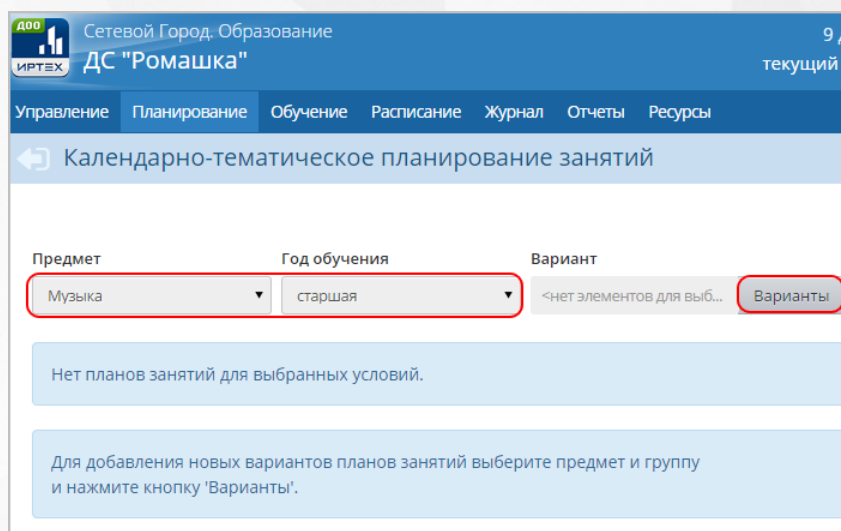 ДОО
ИРТЕХ
Сетевой Город. Образование
ДС "Ромашка"
9
текущий
Управление Планирование Обучение Расписание Журнал Отчеты Ресурсы
Календарно-тематическое планирование занятий
Предмет Год обучения Вариант
Музыка старшая <нет элементов для выб... Варианты
Нет планов занятий для выбранных условий.
Для добавления новых вариантов планов занятий выберите предмет и группу
и нажмите кнопку 'Варианты'.